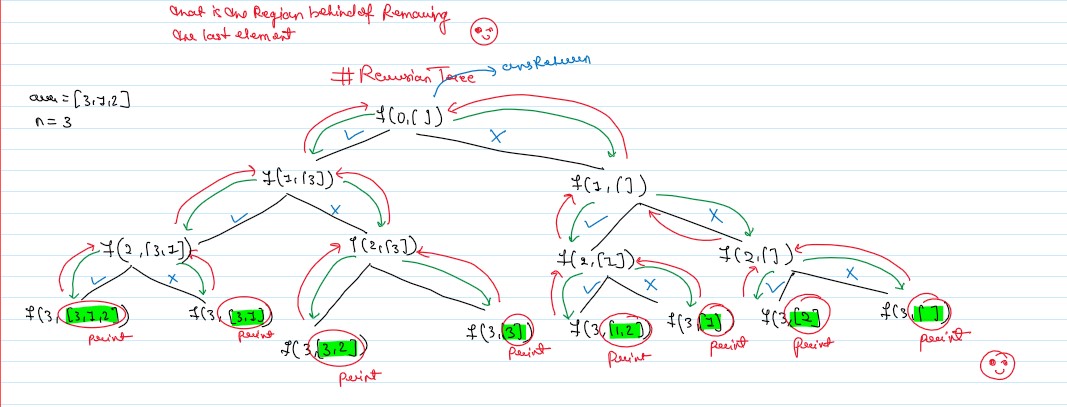 that is the Region behind of Removing
the last element
# Recursion Tree
ans Return
arr = [3,1,2]
n = 3
f(0,[ ])
✓ X
f(1,[3])
f(1,[ ])
✓ X ✓ X
f(2,[3,1])
f(2,[3])
f(2,[1])
f(2,[ ])
✓ X ✓ X ✓ X
f(3,[3,1,2])
f(3,[3,1])
f(3,[3,2])
f(3,[3])
f(3,[1,2])
f(3,[1])
f(3,[2])
f(3,[ ])
print
print
print
print
print
print
print
print